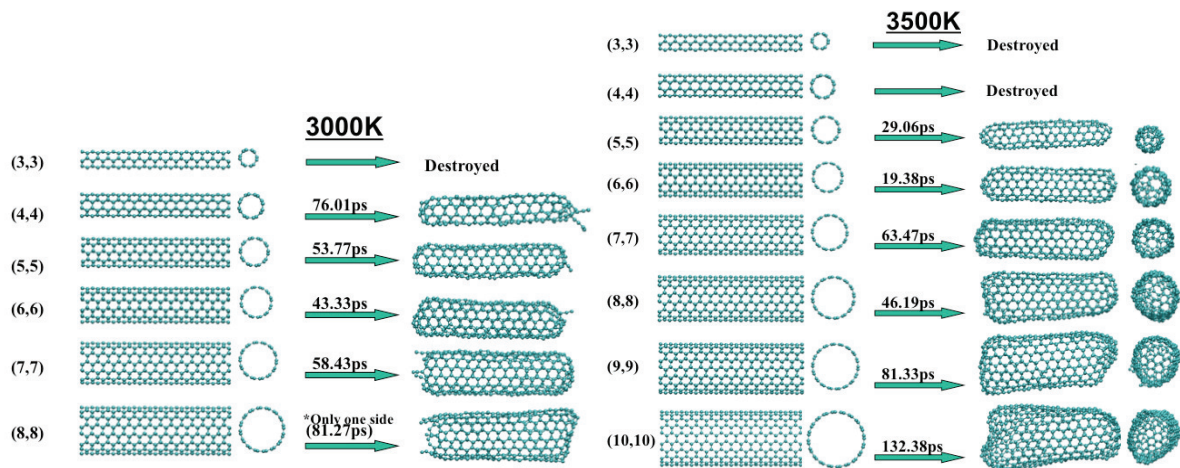 3000K
(3,3)
Destroyed
(4,4)
76.01ps
(5,5)
53.77ps
(6,6)
43.33ps
(7,7)
58.43ps
(8,8)
*Only one side
(81.27ps)
3500K
(3,3)
Destroyed
(4,4)
Destroyed
(5,5)
29.06ps
(6,6)
19.38ps
(7,7)
63.47ps
(8,8)
46.19ps
(9,9)
81.33ps
(10,10)
132.38ps